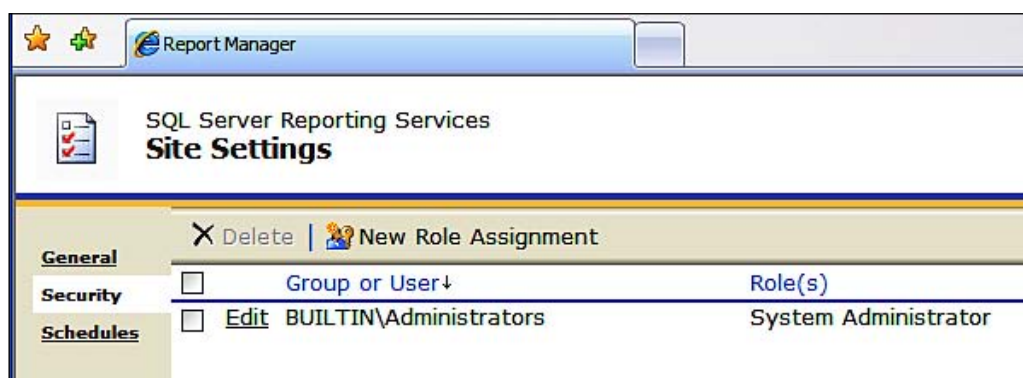 Report Manager
SQL Server Reporting Services
Site Settings
Delete | New Role Assignment
General
Security
Schedules
Group or User↓ Role(s)
Edit BUILTIN\Administrators System Administrator